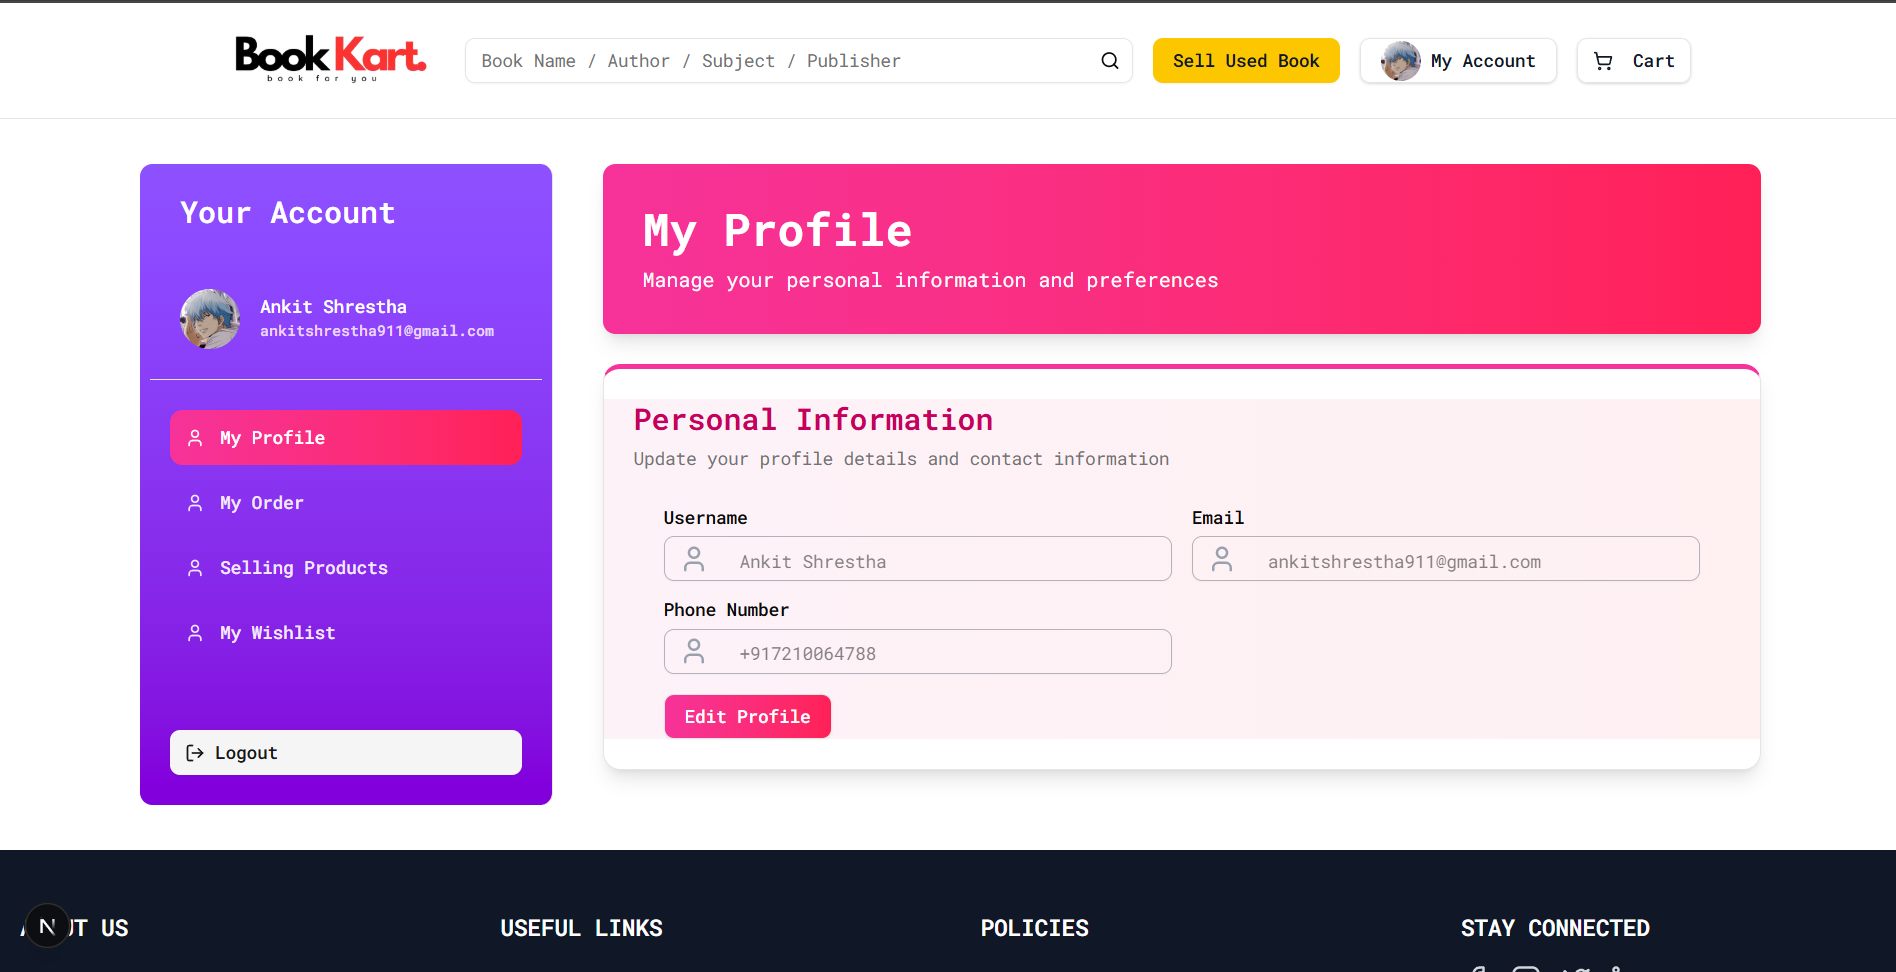 BookKart.
book for you
Book Name / Author / Subject / Publisher
Sell Used Book
My Account
Cart
Your Account
Ankit Shrestha
ankitshrestha911@gmail.com
My Profile
My Order
Selling Products
My Wishlist
Logout
My Profile
Manage your personal information and preferences
Personal Information
Update your profile details and contact information
Username
Ankit Shrestha
Email
ankitshrestha911@gmail.com
Phone Number
+917210064788
Edit Profile
N
US
USEFUL LINKS
POLICIES
STAY CONNECTED